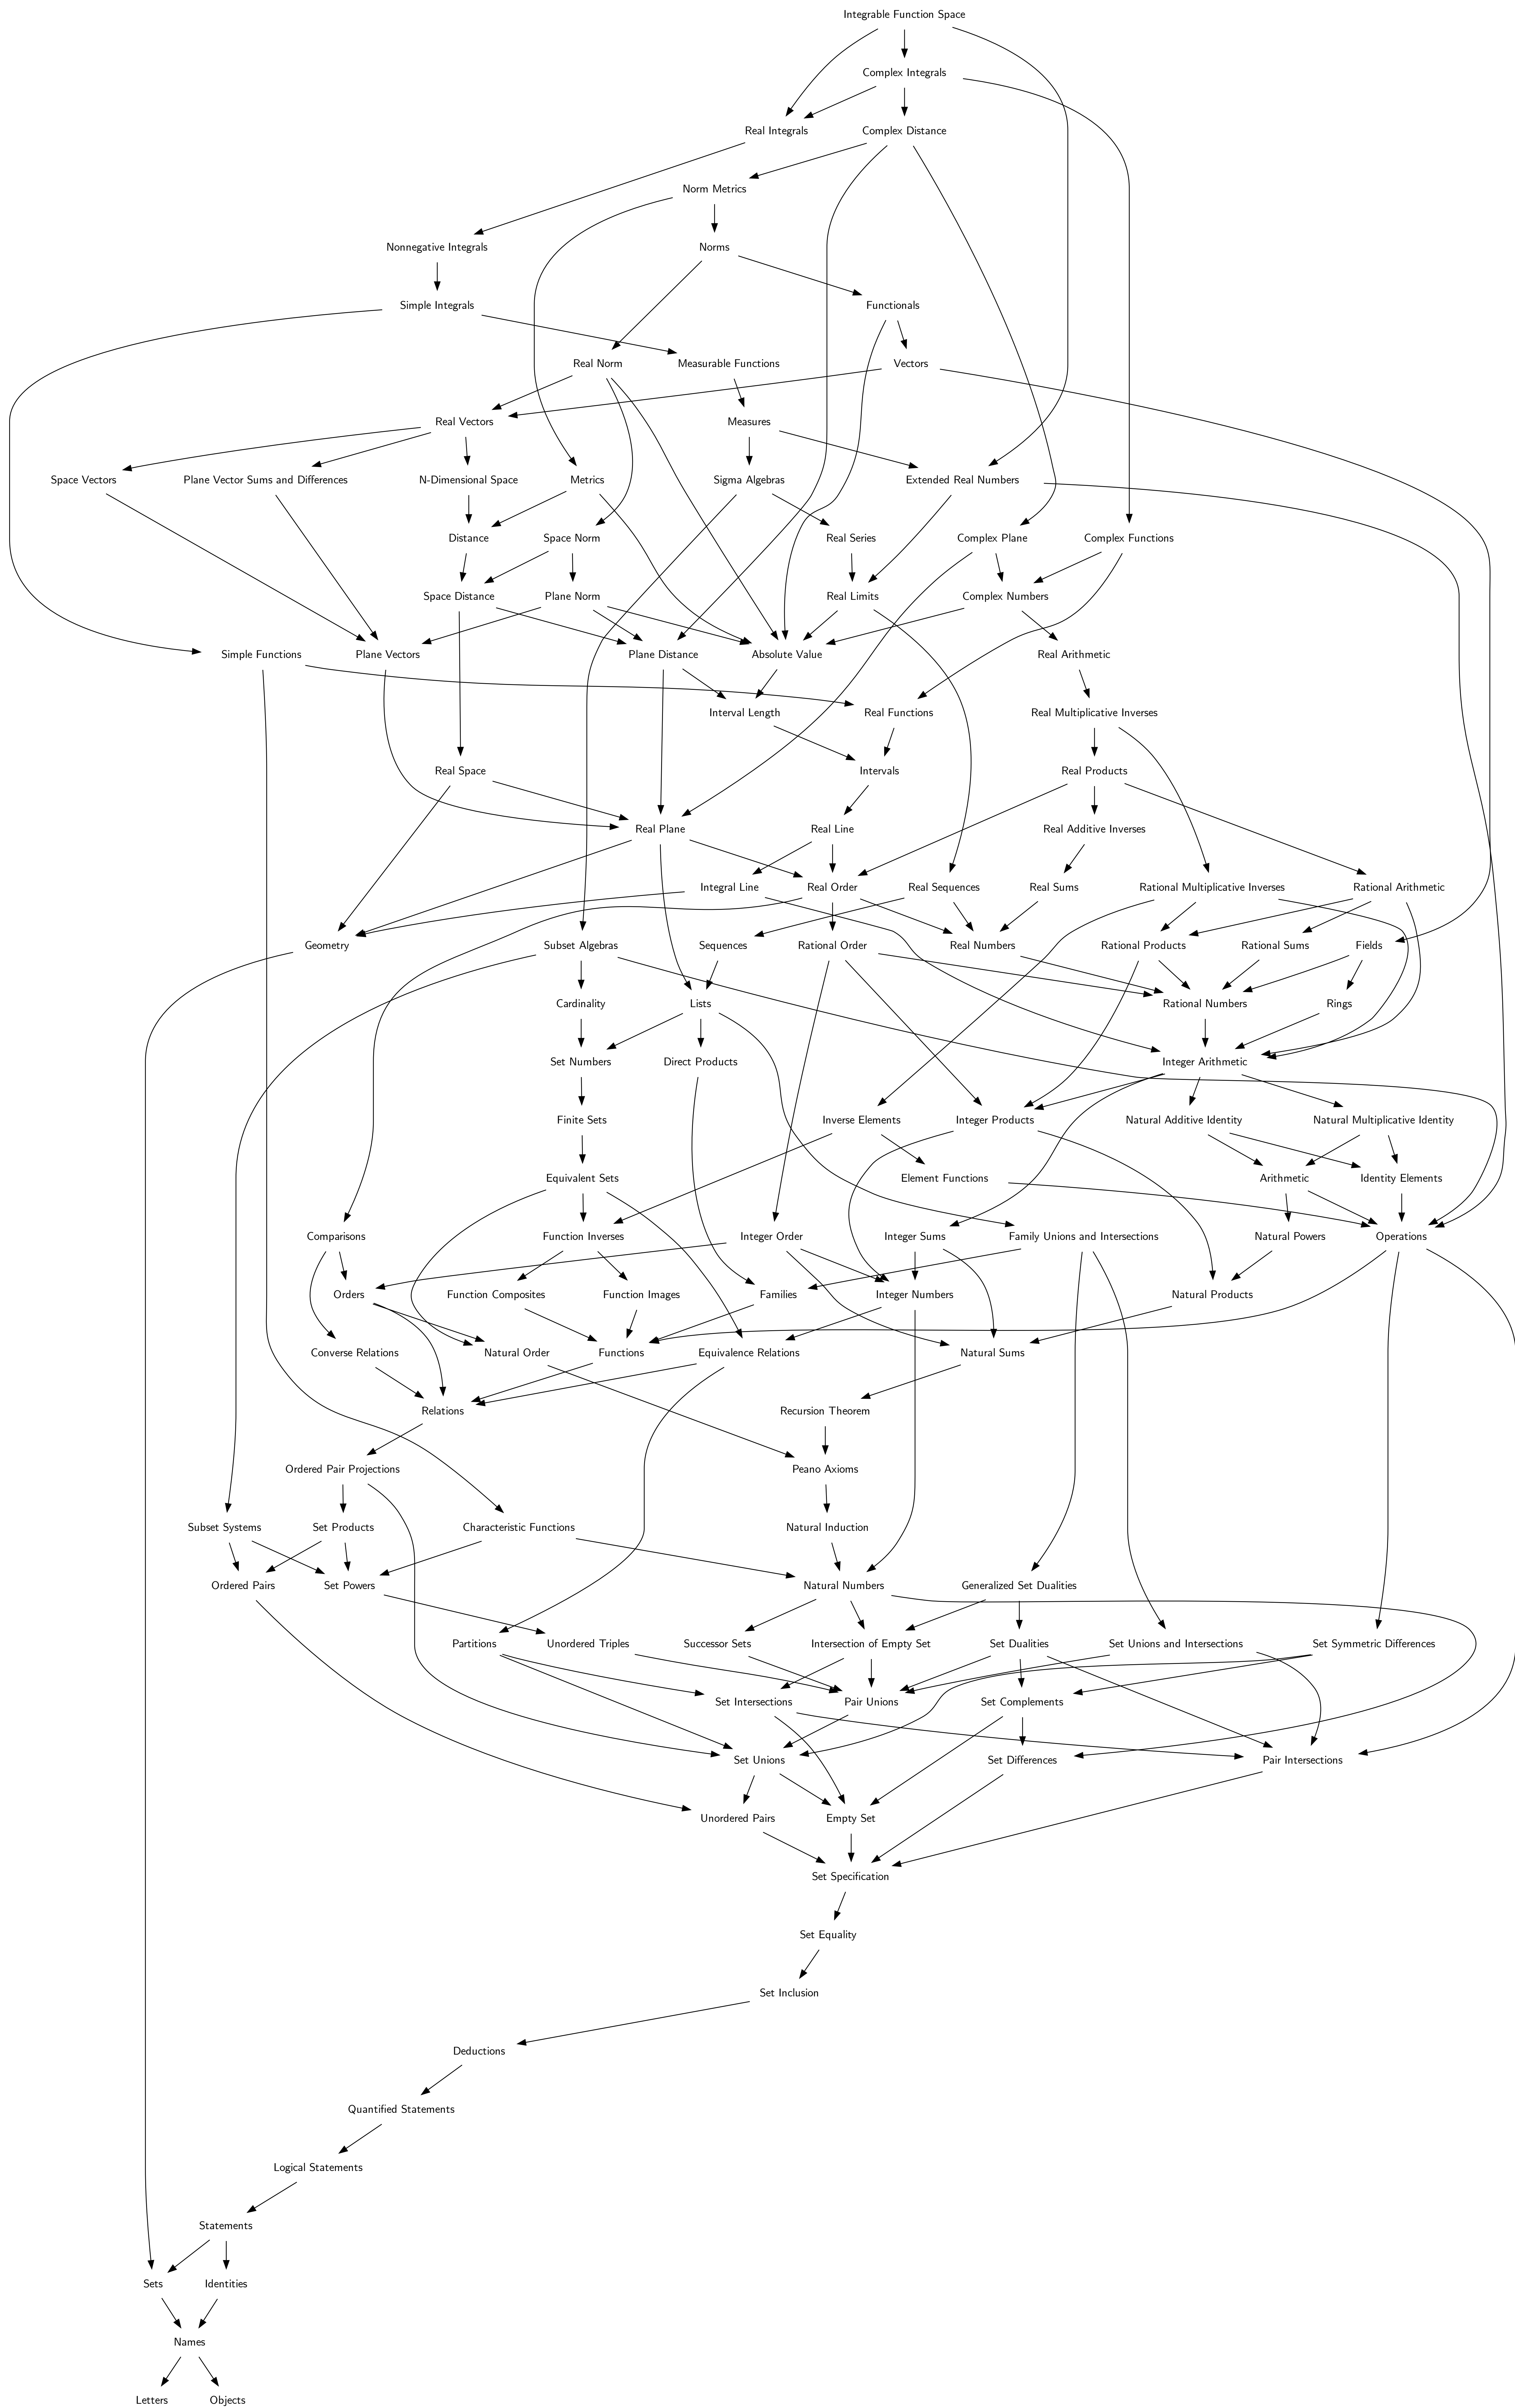 Integrable Function Space
Complex Integrals
Real Integrals
Complex Distance
Norm Metrics
Nonnegative Integrals
Norms
Simple Integrals
Functionals
Real Norm
Measurable Functions
Vectors
Real Vectors
Measures
Space Vectors
Plane Vector Sums and Differences
N-Dimensional Space
Metrics
Sigma Algebras
Extended Real Numbers
Distance
Space Norm
Real Series
Complex Plane
Complex Functions
Space Distance
Plane Norm
Real Limits
Complex Numbers
Simple Functions
Plane Vectors
Plane Distance
Absolute Value
Real Arithmetic
Interval Length
Real Functions
Real Multiplicative Inverses
Real Space
Intervals
Real Products
Real Plane
Real Line
Real Additive Inverses
Integral Line
Real Order
Real Sequences
Real Sums
Rational Multiplicative Inverses
Rational Arithmetic
Geometry
Subset Algebras
Sequences
Rational Order
Real Numbers
Rational Products
Rational Sums
Fields
Cardinality
Lists
Rational Numbers
Rings
Set Numbers
Direct Products
Integer Arithmetic
Finite Sets
Inverse Elements
Integer Products
Natural Additive Identity
Natural Multiplicative Identity
Equivalent Sets
Element Functions
Arithmetic
Identity Elements
Comparisons
Function Inverses
Integer Order
Integer Sums
Family Unions and Intersections
Natural Powers
Operations
Orders
Function Composites
Function Images
Families
Integer Numbers
Natural Products
Converse Relations
Natural Order
Functions
Equivalence Relations
Natural Sums
Relations
Recursion Theorem
Ordered Pair Projections
Peano Axioms
Subset Systems
Set Products
Characteristic Functions
Natural Induction
Ordered Pairs
Set Powers
Natural Numbers
Generalized Set Dualities
Partitions
Unordered Triples
Successor Sets
Intersection of Empty Set
Set Dualities
Set Unions and Intersections
Set Symmetric Differences
Set Intersections
Pair Unions
Set Complements
Set Unions
Set Differences
Pair Intersections
Unordered Pairs
Empty Set
Set Specification
Set Equality
Set Inclusion
Deductions
Quantified Statements
Logical Statements
Statements
Sets
Identities
Names
Letters
Objects